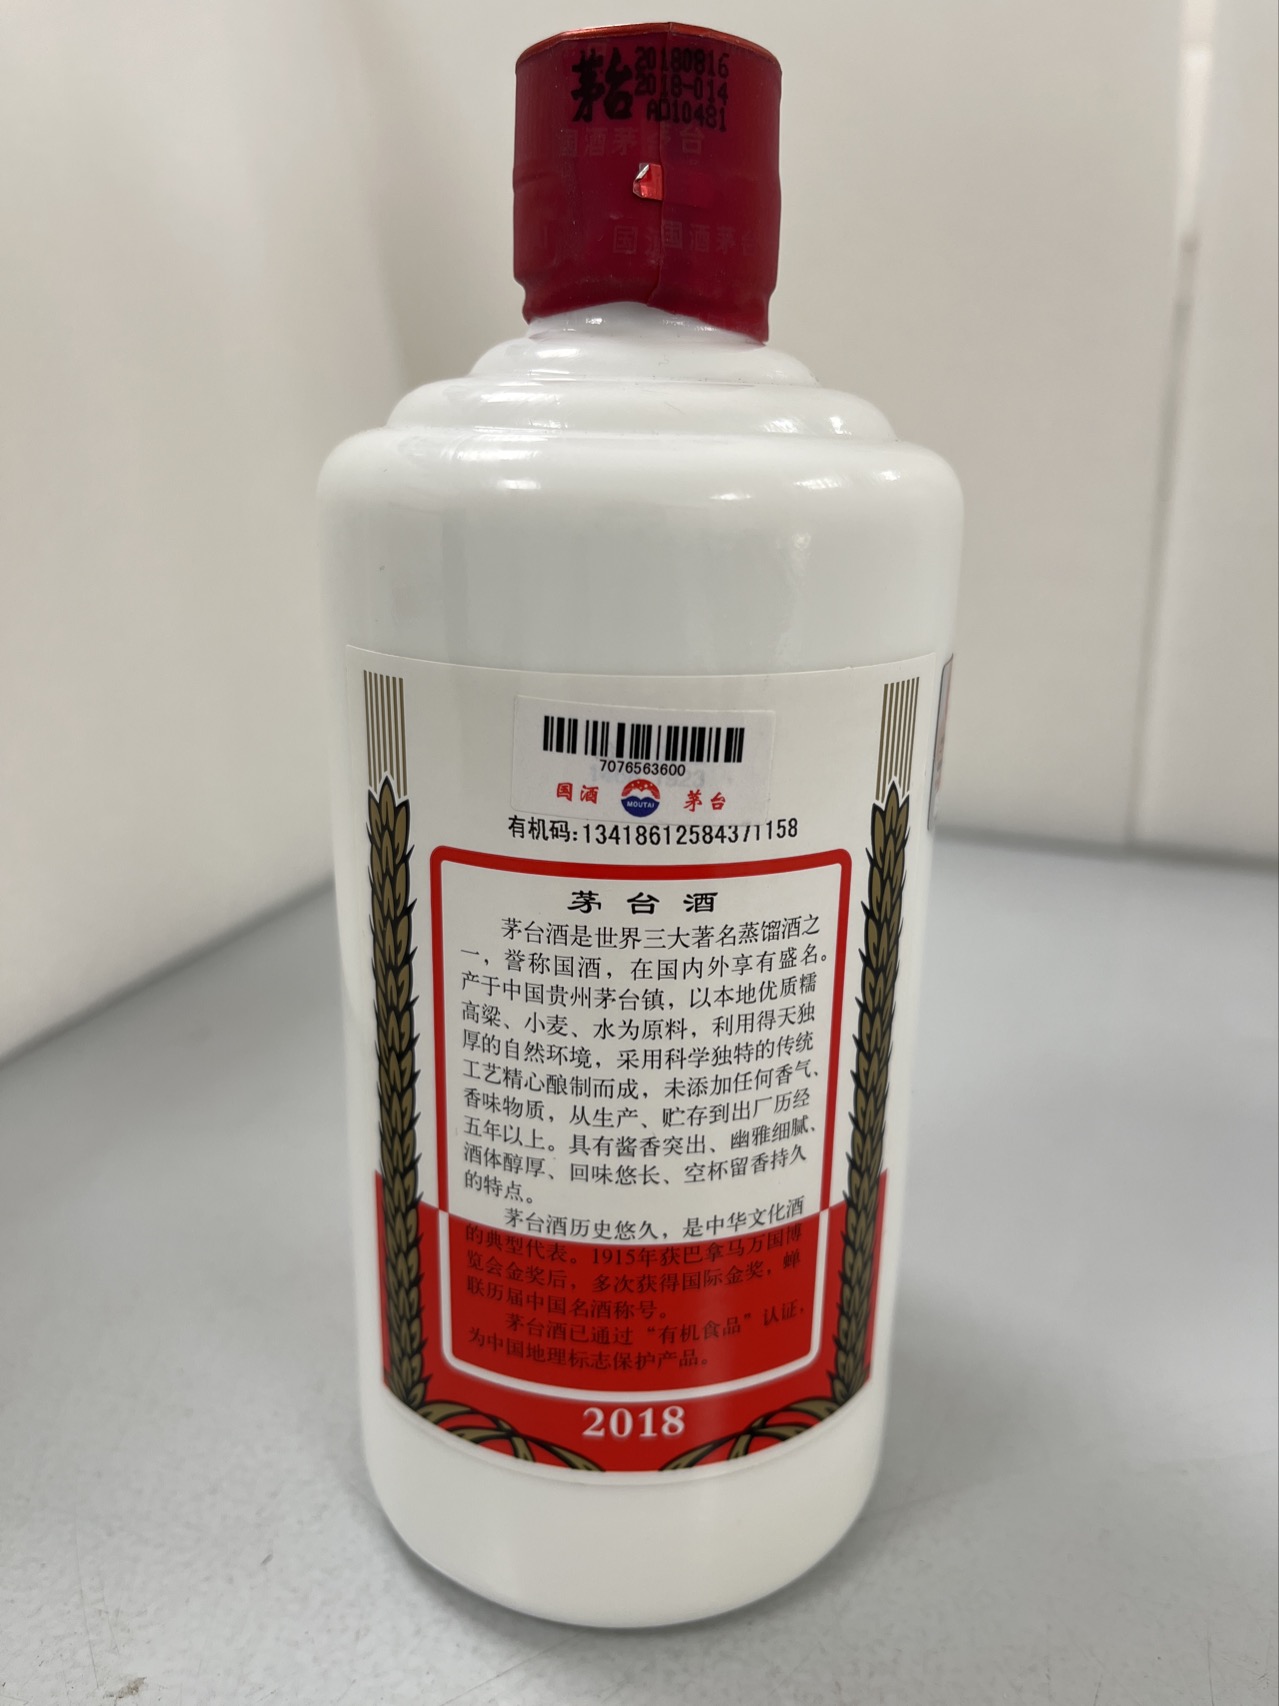 茅台
20180816
2018-014
AD10481
国酒茅台
国酒茅台
7076563600
国酒 MOUTAI 茅台
有机码:13418612584371158
茅台酒
茅台酒是世界三大著名蒸馏酒之
一，誉称国酒，在国内外享有盛名。
产于中国贵州茅台镇，以本地优质糯
高粱、小麦、水为原料，利用得天独
厚的自然环境，采用科学独特的传统
工艺精心酿制而成，未添加任何香气、
香味物质，从生产、贮存到出厂历经
五年以上。具有酱香突出、幽雅细腻、
酒体醇厚、回味悠长、空杯留香持久
的特点。
茅台酒历史悠久，是中华文化酒
的典型代表。1915年获巴拿马万国博
览会金奖后，多次获得国际金奖，蝉
联历届中国名酒称号。
茅台酒已通过“有机食品”认证，
为中国地理标志保护产品。
2018